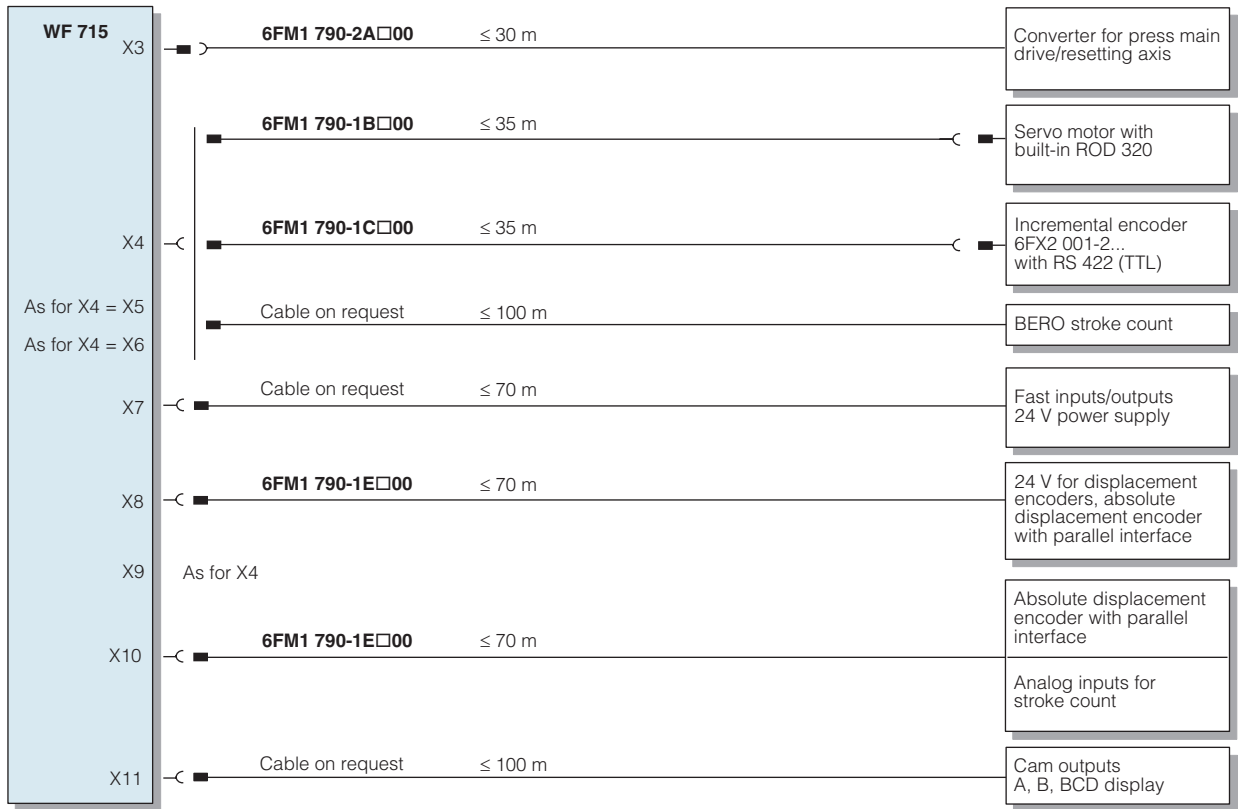 WF 715
X3
6FM1 790-2A□00 ≤ 30 m
Converter for press main
drive/resetting axis
6FM1 790-1B□00 ≤ 35 m
Servo motor with
built-in ROD 320
X4
6FM1 790-1C□00 ≤ 35 m
Incremental encoder
6FX2 001-2...
with RS 422 (TTL)
As for X4 = X5
As for X4 = X6
Cable on request ≤ 100 m
BERO stroke count
X7
Cable on request ≤ 70 m
Fast inputs/outputs
24 V power supply
X8
6FM1 790-1E□00 ≤ 70 m
24 V for displacement
encoders, absolute
displacement encoder
with parallel interface
X9 As for X4
X10
6FM1 790-1E□00 ≤ 70 m
Absolute displacement
encoder with parallel
interface
Analog inputs for
stroke count
X11
Cable on request ≤ 100 m
Cam outputs
A, B, BCD display